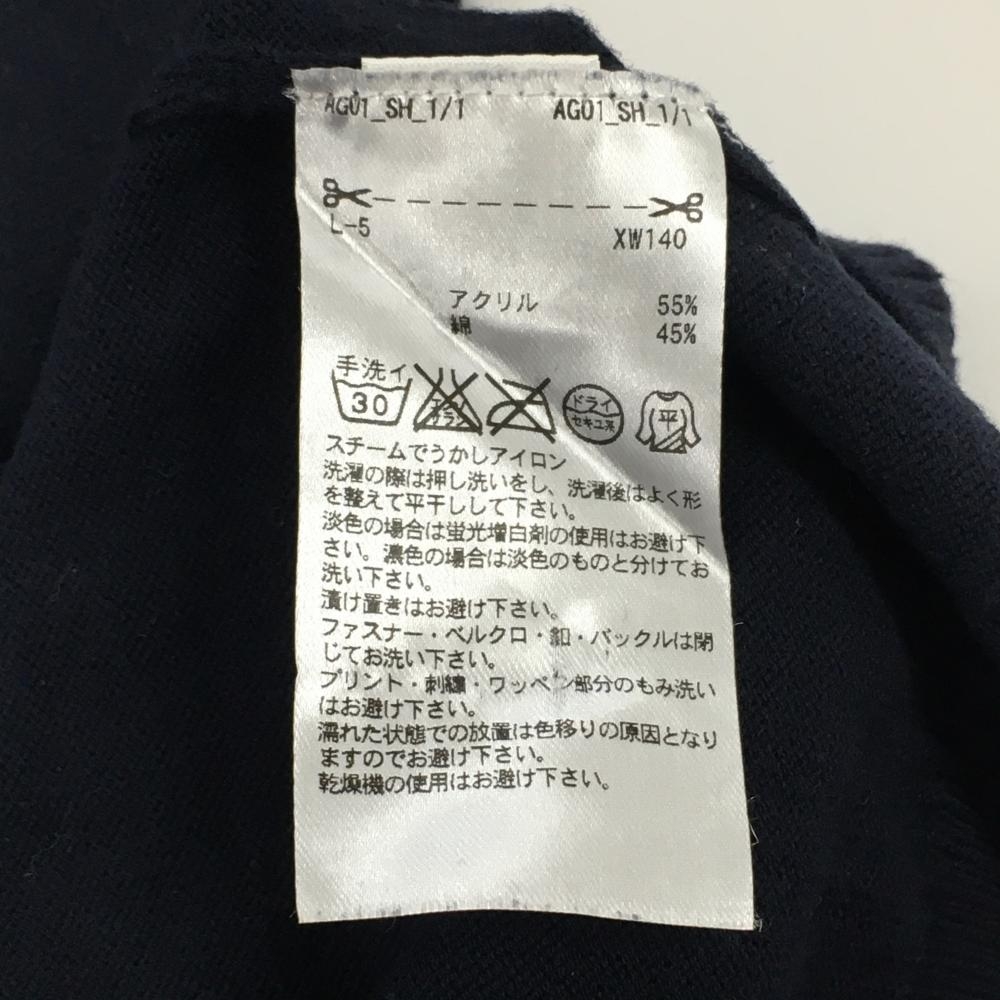 AG01_SH_1/1 AG01_SH_1/1
L-5 XW140
アクリル 55%
綿 45%
手洗イ
30 エンソ サラシ ドライ セキユ系 平
スチームでうかしアイロン
洗濯の際は押し洗いをし、洗濯後はよく形
を整えて平干しして下さい。
淡色の場合は蛍光増白剤の使用はお避け下
さい。濃色の場合は淡色のものと分けてお
洗い下さい。
漬け置きはお避け下さい。
ファスナー・ベルクロ・釦・バックルは閉
じてお洗い下さい。
プリント・刺繍・ワッペン部分のもみ洗い
はお避け下さい。
濡れた状態での放置は色移りの原因となり
ますのでお避け下さい。
乾燥機の使用はお避け下さい。